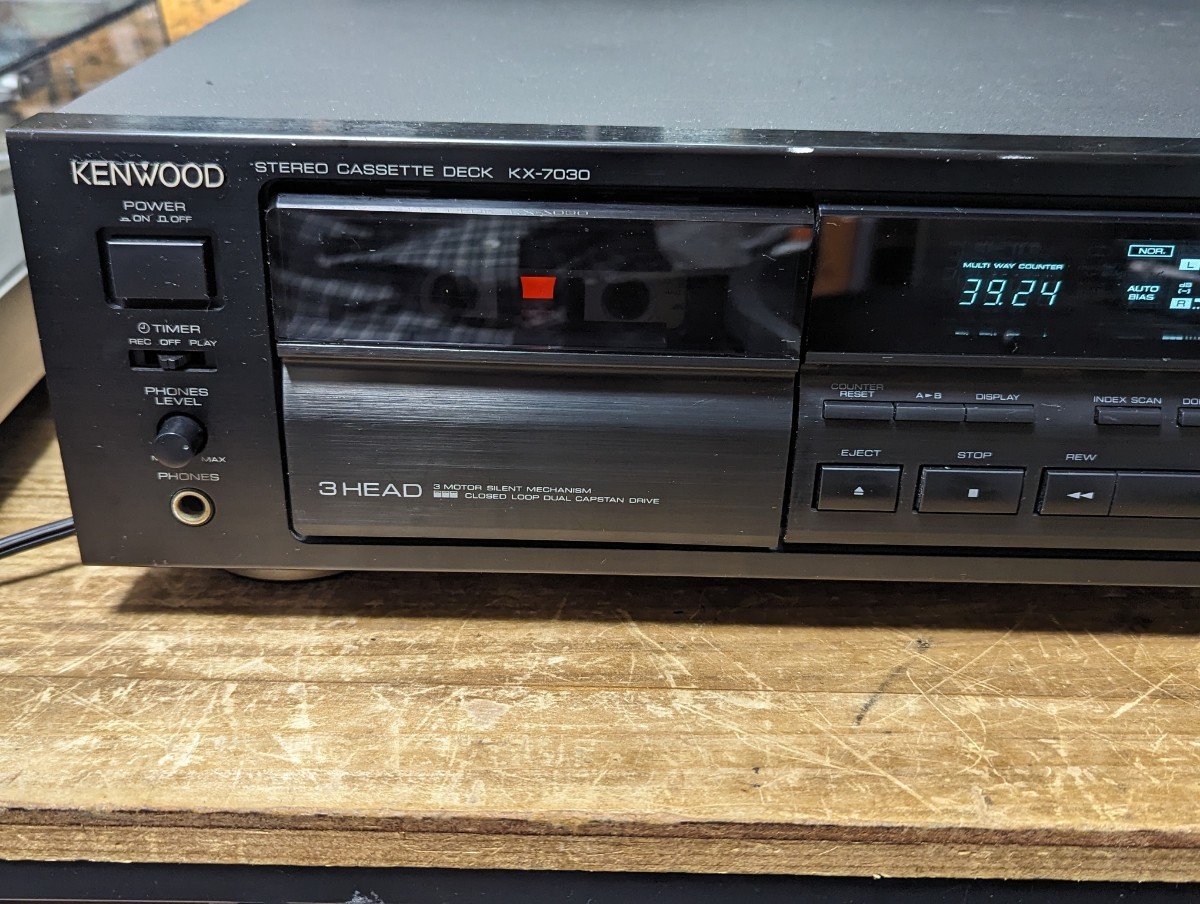 KENWOOD
STEREO CASSETTE DECK KX-7030
POWER
ON OFF
TIMER
REC OFF PLAY
PHONES
LEVEL
MAX
PHONES
3 HEAD
3 MOTOR SILENT MECHANISM
CLOSED LOOP DUAL CAPSTAN DRIVE
MULTI WAY COUNTER
39.24
NOR.
L
AUTO
BIAS
dB
R
COUNTER
RESET
A►B
DISPLAY
INDEX SCAN
EJECT
STOP
REW